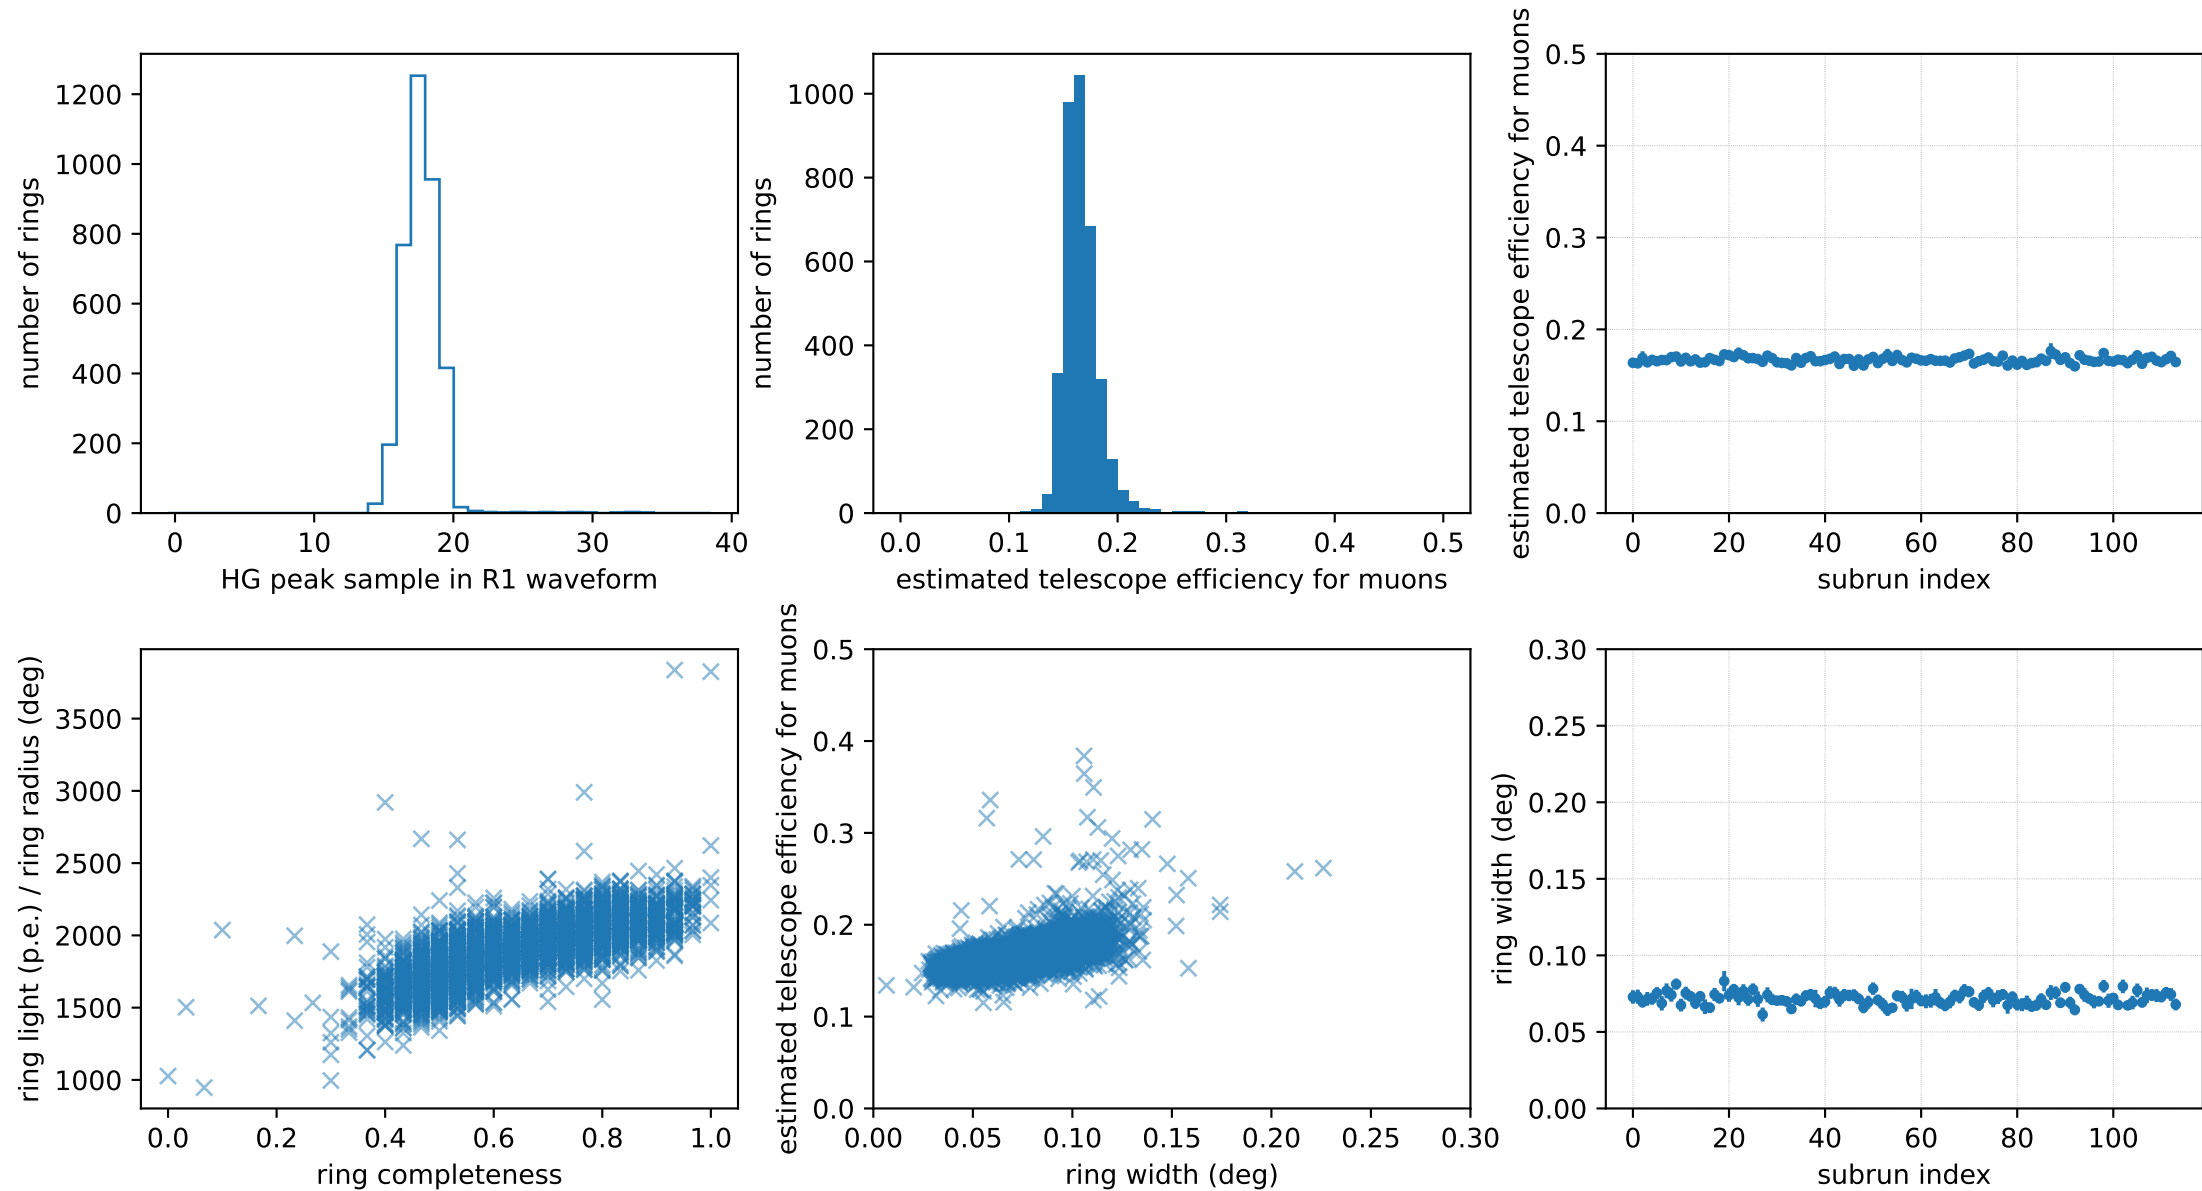 number of rings
1200
1000
800
600
400
200
0
0 10 20 30 40
HG peak sample in R1 waveform
number of rings
1000
800
600
400
200
0
0.0 0.1 0.2 0.3 0.4 0.5
estimated telescope efficiency for muons
estimated telescope efficiency for muons
0.5
0.4
0.3
0.2
0.1
0.0
0 20 40 60 80 100
subrun index
ring light (p.e.) / ring radius (deg)
3500
3000
2500
2000
1500
1000
0.0 0.2 0.4 0.6 0.8 1.0
ring completeness
estimated telescope efficiency for muons
0.5
0.4
0.3
0.2
0.1
0.0
0.00 0.05 0.10 0.15 0.20 0.25 0.30
ring width (deg)
ring width (deg)
0.30
0.25
0.20
0.15
0.10
0.05
0.00
0 20 40 60 80 100
subrun index